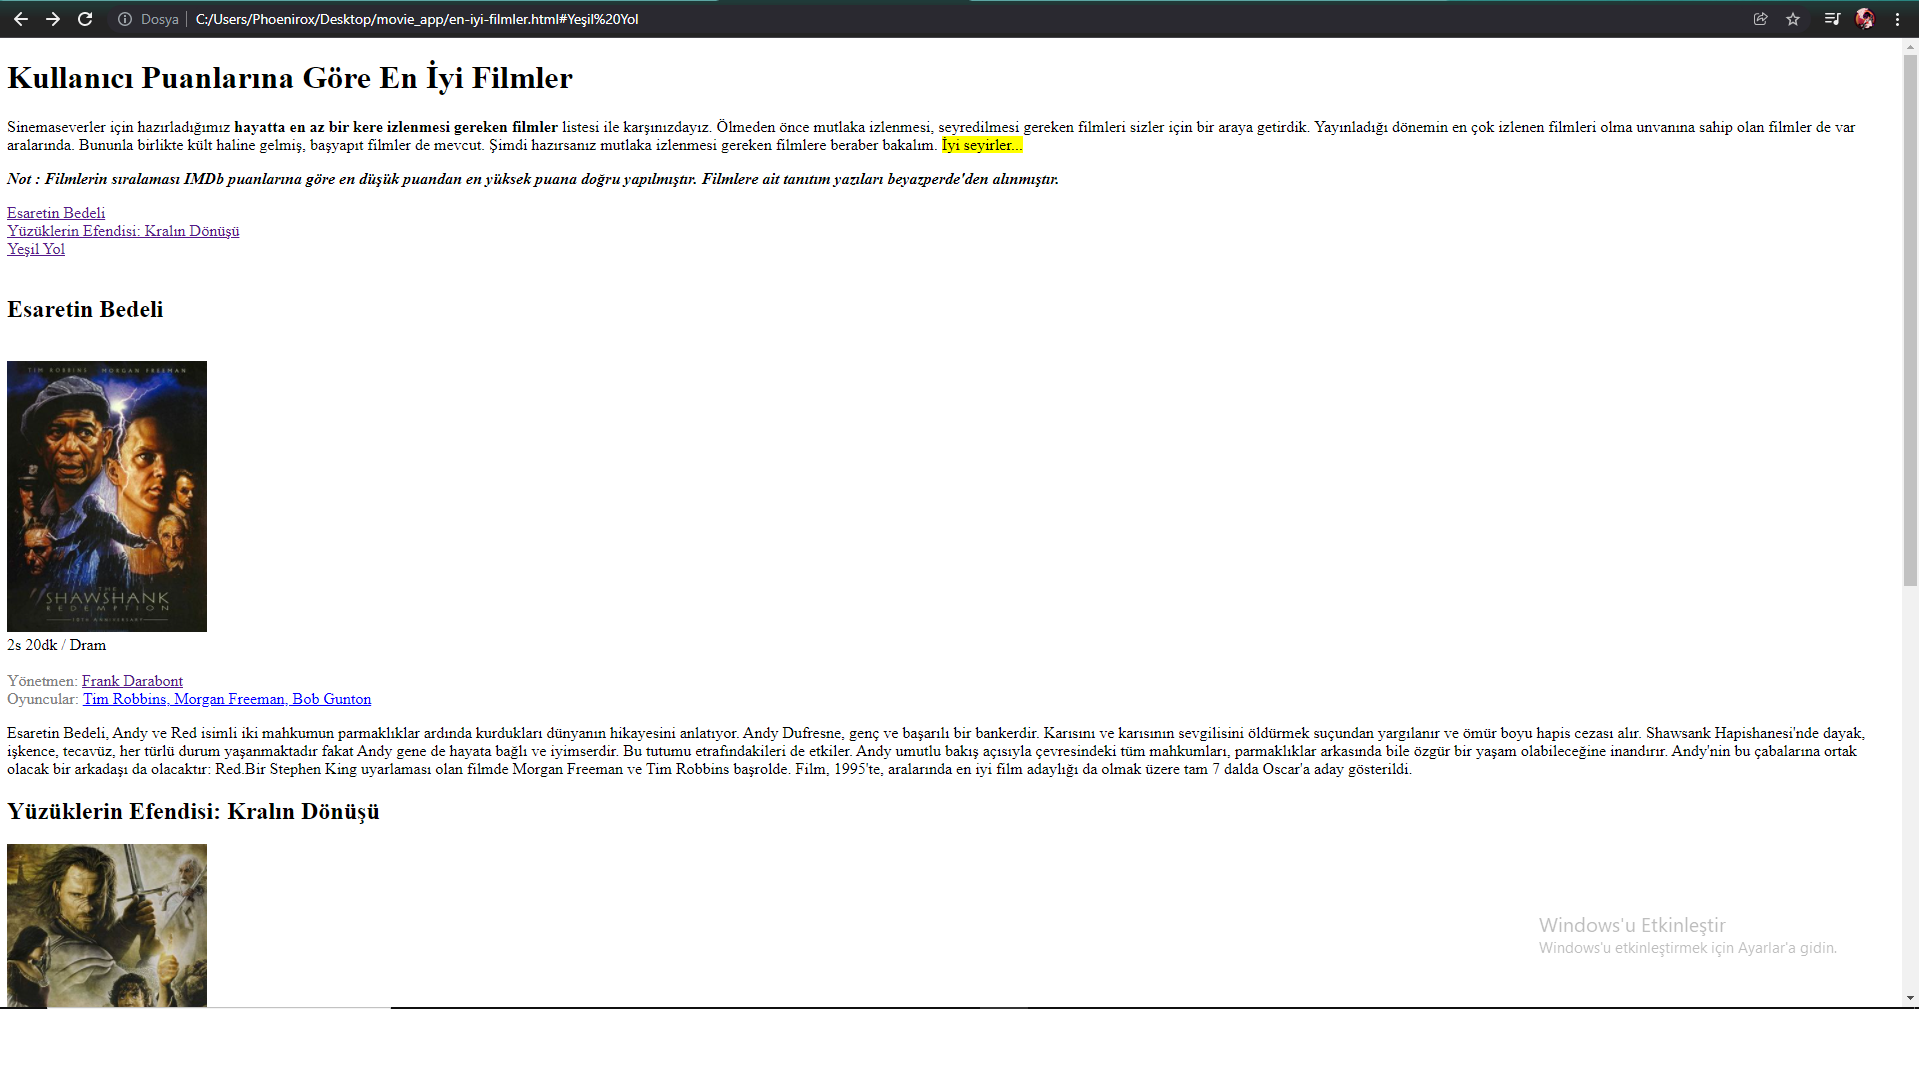 Dosya
C:/Users/Phoenirox/Desktop/movie_app/en-iyi-filmler.html#Yeşil%20Yol
Kullanıcı Puanlarına Göre En İyi Filmler
Sinemaseverler için hazırladığımız hayatta en az bir kere izlenmesi gereken filmler listesi ile karşınızdayız. Ölmeden önce mutlaka izlenmesi, seyredilmesi gereken filmleri sizler için bir araya getirdik. Yayınladığı dönemin en çok izlenen filmleri olma unvanına sahip olan filmler de var
aralarında. Bununla birlikte kült haline gelmiş, başyapıt filmler de mevcut. Şimdi hazırsanız mutlaka izlenmesi gereken filmlere beraber bakalım. İyi seyirler...
Not : Filmlerin sıralaması IMDb puanlarına göre en düşük puandan en yüksek puana doğru yapılmıştır. Filmlere ait tanıtım yazıları beyazperde'den alınmıştır.
Esaretin Bedeli
Yüzüklerin Efendisi: Kralın Dönüşü
Yeşil Yol
Esaretin Bedeli
TIM ROBBINS MORGAN FREEMAN
THE
SHAWSHANK
REDEMPTION
10TH ANNIVERSARY
2s 20dk / Dram
Yönetmen: Frank Darabont
Oyuncular: Tim Robbins, Morgan Freeman, Bob Gunton
Esaretin Bedeli, Andy ve Red isimli iki mahkumun parmaklıklar ardında kurdukları dünyanın hikayesini anlatıyor. Andy Dufresne, genç ve başarılı bir bankerdir. Karısını ve karısının sevgilisini öldürmek suçundan yargılanır ve ömür boyu hapis cezası alır. Shawsank Hapishanesi'nde dayak,
işkence, tecavüz, her türlü durum yaşanmaktadır fakat Andy gene de hayata bağlı ve iyimserdir. Bu tutumu etrafındakileri de etkiler. Andy umutlu bakış açısıyla çevresindeki tüm mahkumları, parmaklıklar arkasında bile özgür bir yaşam olabileceğine inandırır. Andy'nin bu çabalarına ortak
olacak bir arkadaşı da olacaktır: Red.Bir Stephen King uyarlaması olan filmde Morgan Freeman ve Tim Robbins başrolde. Film, 1995'te, aralarında en iyi film adaylığı da olmak üzere tam 7 dalda Oscar'a aday gösterildi.
Yüzüklerin Efendisi: Kralın Dönüşü
Windows'u Etkinleştir
Windows'u etkinleştirmek için Ayarlar'a gidin.